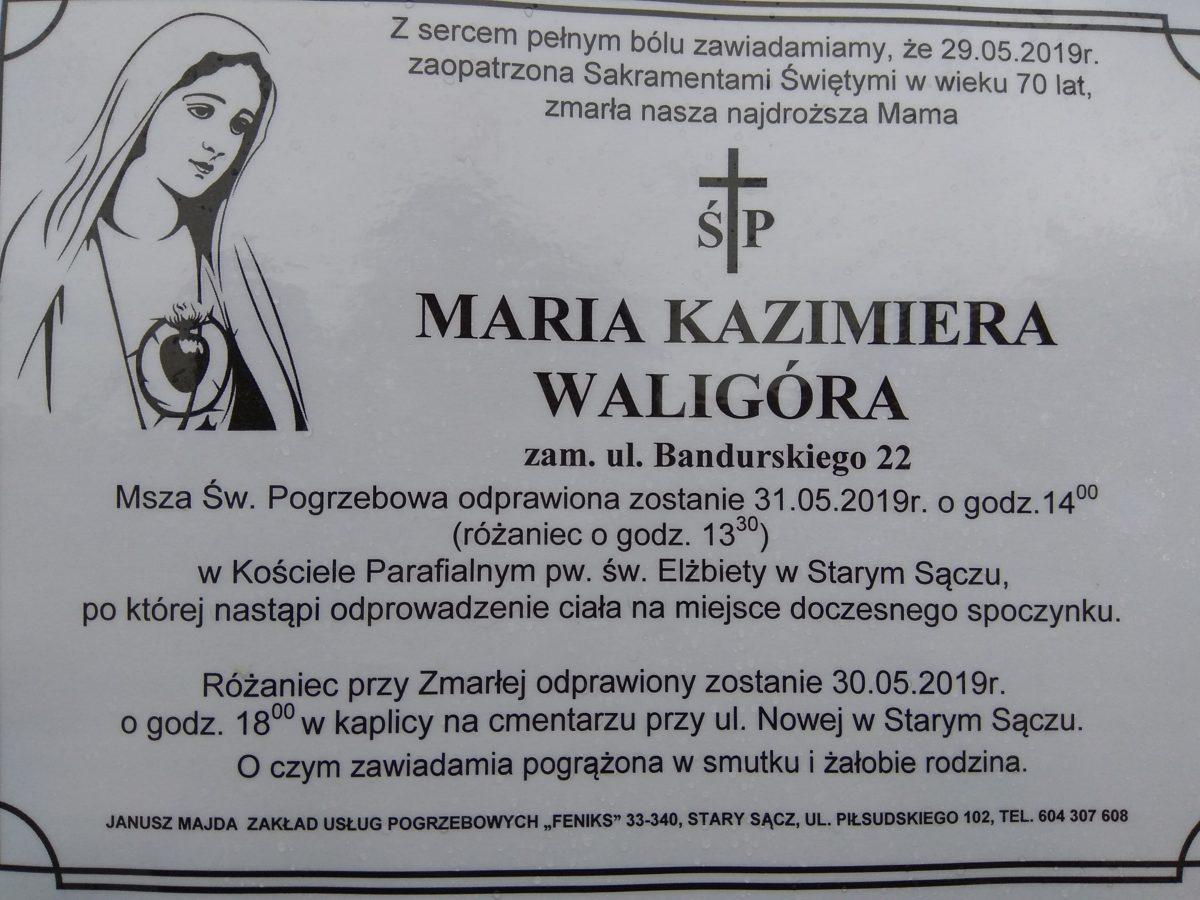 Z sercem pełnym bólu zawiadamiamy, że 29.05.2019r.
zaopatrzona Sakramentami Świętymi w wieku 70 lat,
zmarła nasza najdroższa Mama
Ś P
MARIA KAZIMIERA
WALIGÓRA
zam. ul. Bandurskiego 22
Msza Św. Pogrzebowa odprawiona zostanie 31.05.2019r. o godz.14⁰⁰
(różaniec o godz. 13³⁰)
w Kościele Parafialnym pw. św. Elżbiety w Starym Sączu,
po której nastąpi odprowadzenie ciała na miejsce doczesnego spoczynku.
Różaniec przy Zmarłej odprawiony zostanie 30.05.2019r.
o godz. 18⁰⁰ w kaplicy na cmentarzu przy ul. Nowej w Starym Sączu.
O czym zawiadamia pogrążona w smutku i żałobie rodzina.
JANUSZ MAJDA ZAKŁAD USŁUG POGRZEBOWYCH „FENIKS” 33-340, STARY SĄCZ, UL. PIŁSUDSKIEGO 102, TEL. 604 307 608